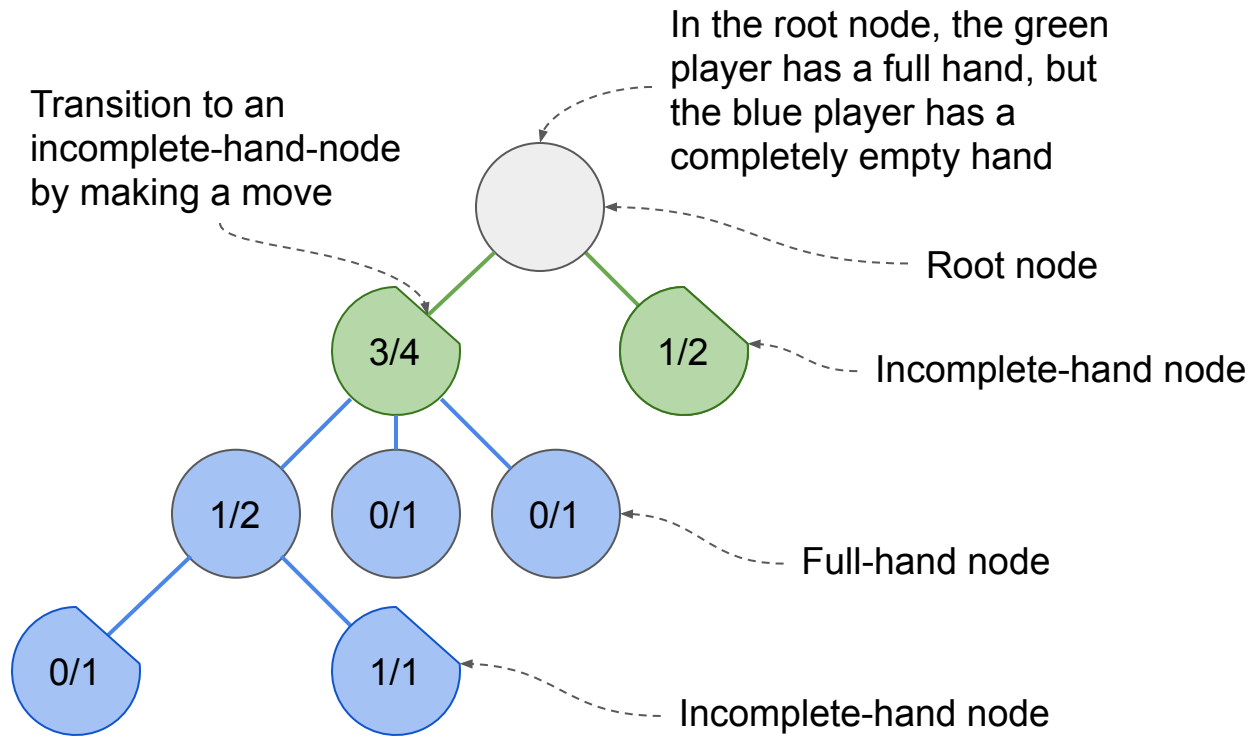 In the root node, the green
player has a full hand, but
the blue player has a
completely empty hand
Transition to an
incomplete-hand-node
by making a move
Root node
3/4
1/2
Incomplete-hand node
1/2
0/1
0/1
Full-hand node
0/1
1/1
Incomplete-hand node